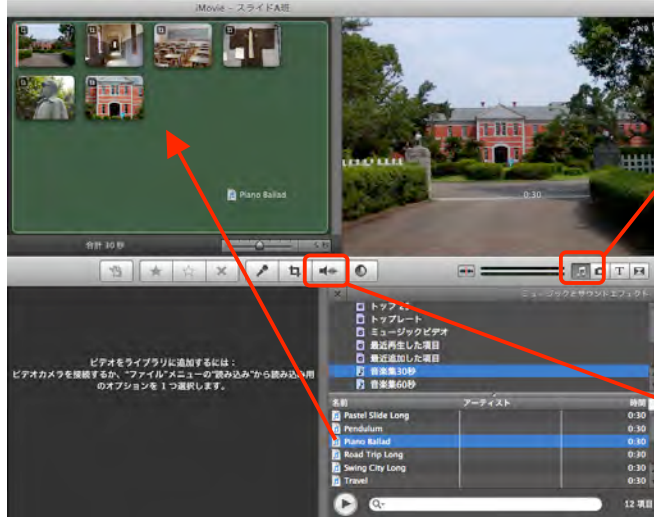 iMovie – スライドA班
Piano Ballad
0:30
合計 30 秒
5 秒
T
ミュージックとサウンドエフェクト
トップ 25
トッププレート
ミュージックビデオ
最近再生した項目
最近追加した項目
音楽集30秒
音楽集60秒
ビデオをライブラリに追加するには：
ビデオカメラを接続するか、"ファイル"メニューの"読み込み"から読み込み用
のオプションを 1 つ選択します。
名前 アーティスト 時間
Pastel Slide Long 0:30
Pendulum 0:30
Piano Ballad 0:30
Road Trip Long 0:30
Swing City Long 0:30
Travel 0:30
12 項目